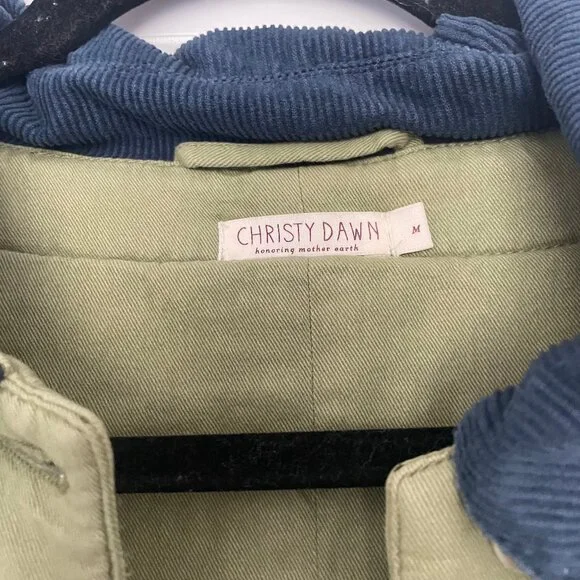 CHRISTY DAWN
honoring mother earth
M